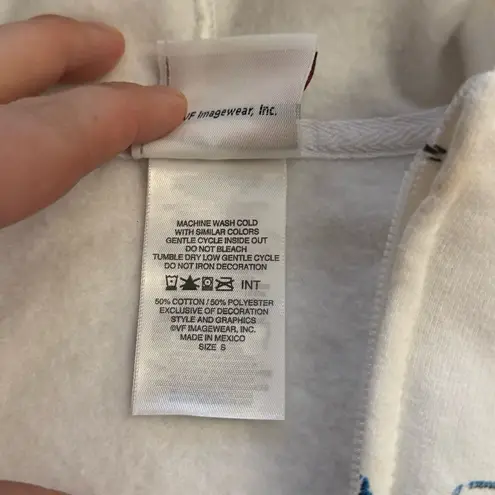 VF Imagewear, Inc.
MACHINE WASH COLD
WITH SIMILAR COLORS
GENTLE CYCLE INSIDE OUT
DO NOT BLEACH
TUMBLE DRY LOW GENTLE CYCLE
DO NOT IRON DECORATION
INT
50% COTTON / 50% POLYESTER
EXCLUSIVE OF DECORATION
STYLE AND GRAPHICS
©VF IMAGEWEAR, INC.
MADE IN MEXICO
SIZE S